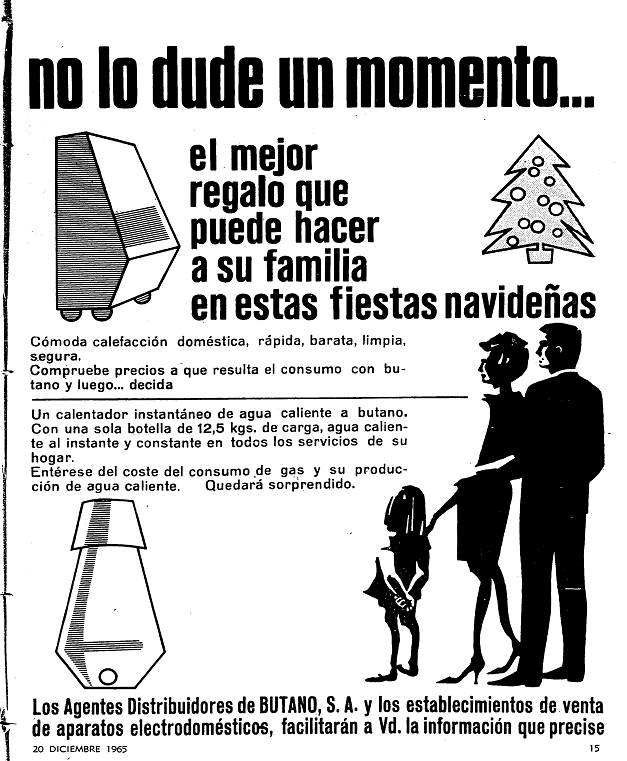 no lo dude un momento...
el mejor
regalo que
puede hacer
a su familia
en estas fiestas navideñas
Cómoda calefacción doméstica, rápida, barata, limpia,
segura.
Compruebe precios a que resulta el consumo con bu-
tano y luego... decida
Un calentador instantáneo de agua caliente a butano.
Con una sola botella de 12,5 kgs. de carga, agua calien-
te al instante y constante en todos los servicios de su
hogar.
Entérese del coste del consumo de gas y su produc-
ción de agua caliente. Quedará sorprendido.
Los Agentes Distribuidores de BUTANO, S. A. y los establecimientos de venta
de aparatos electrodomésticos, facilitarán a Vd. la información que precise
20 DICIEMBRE 1965
15